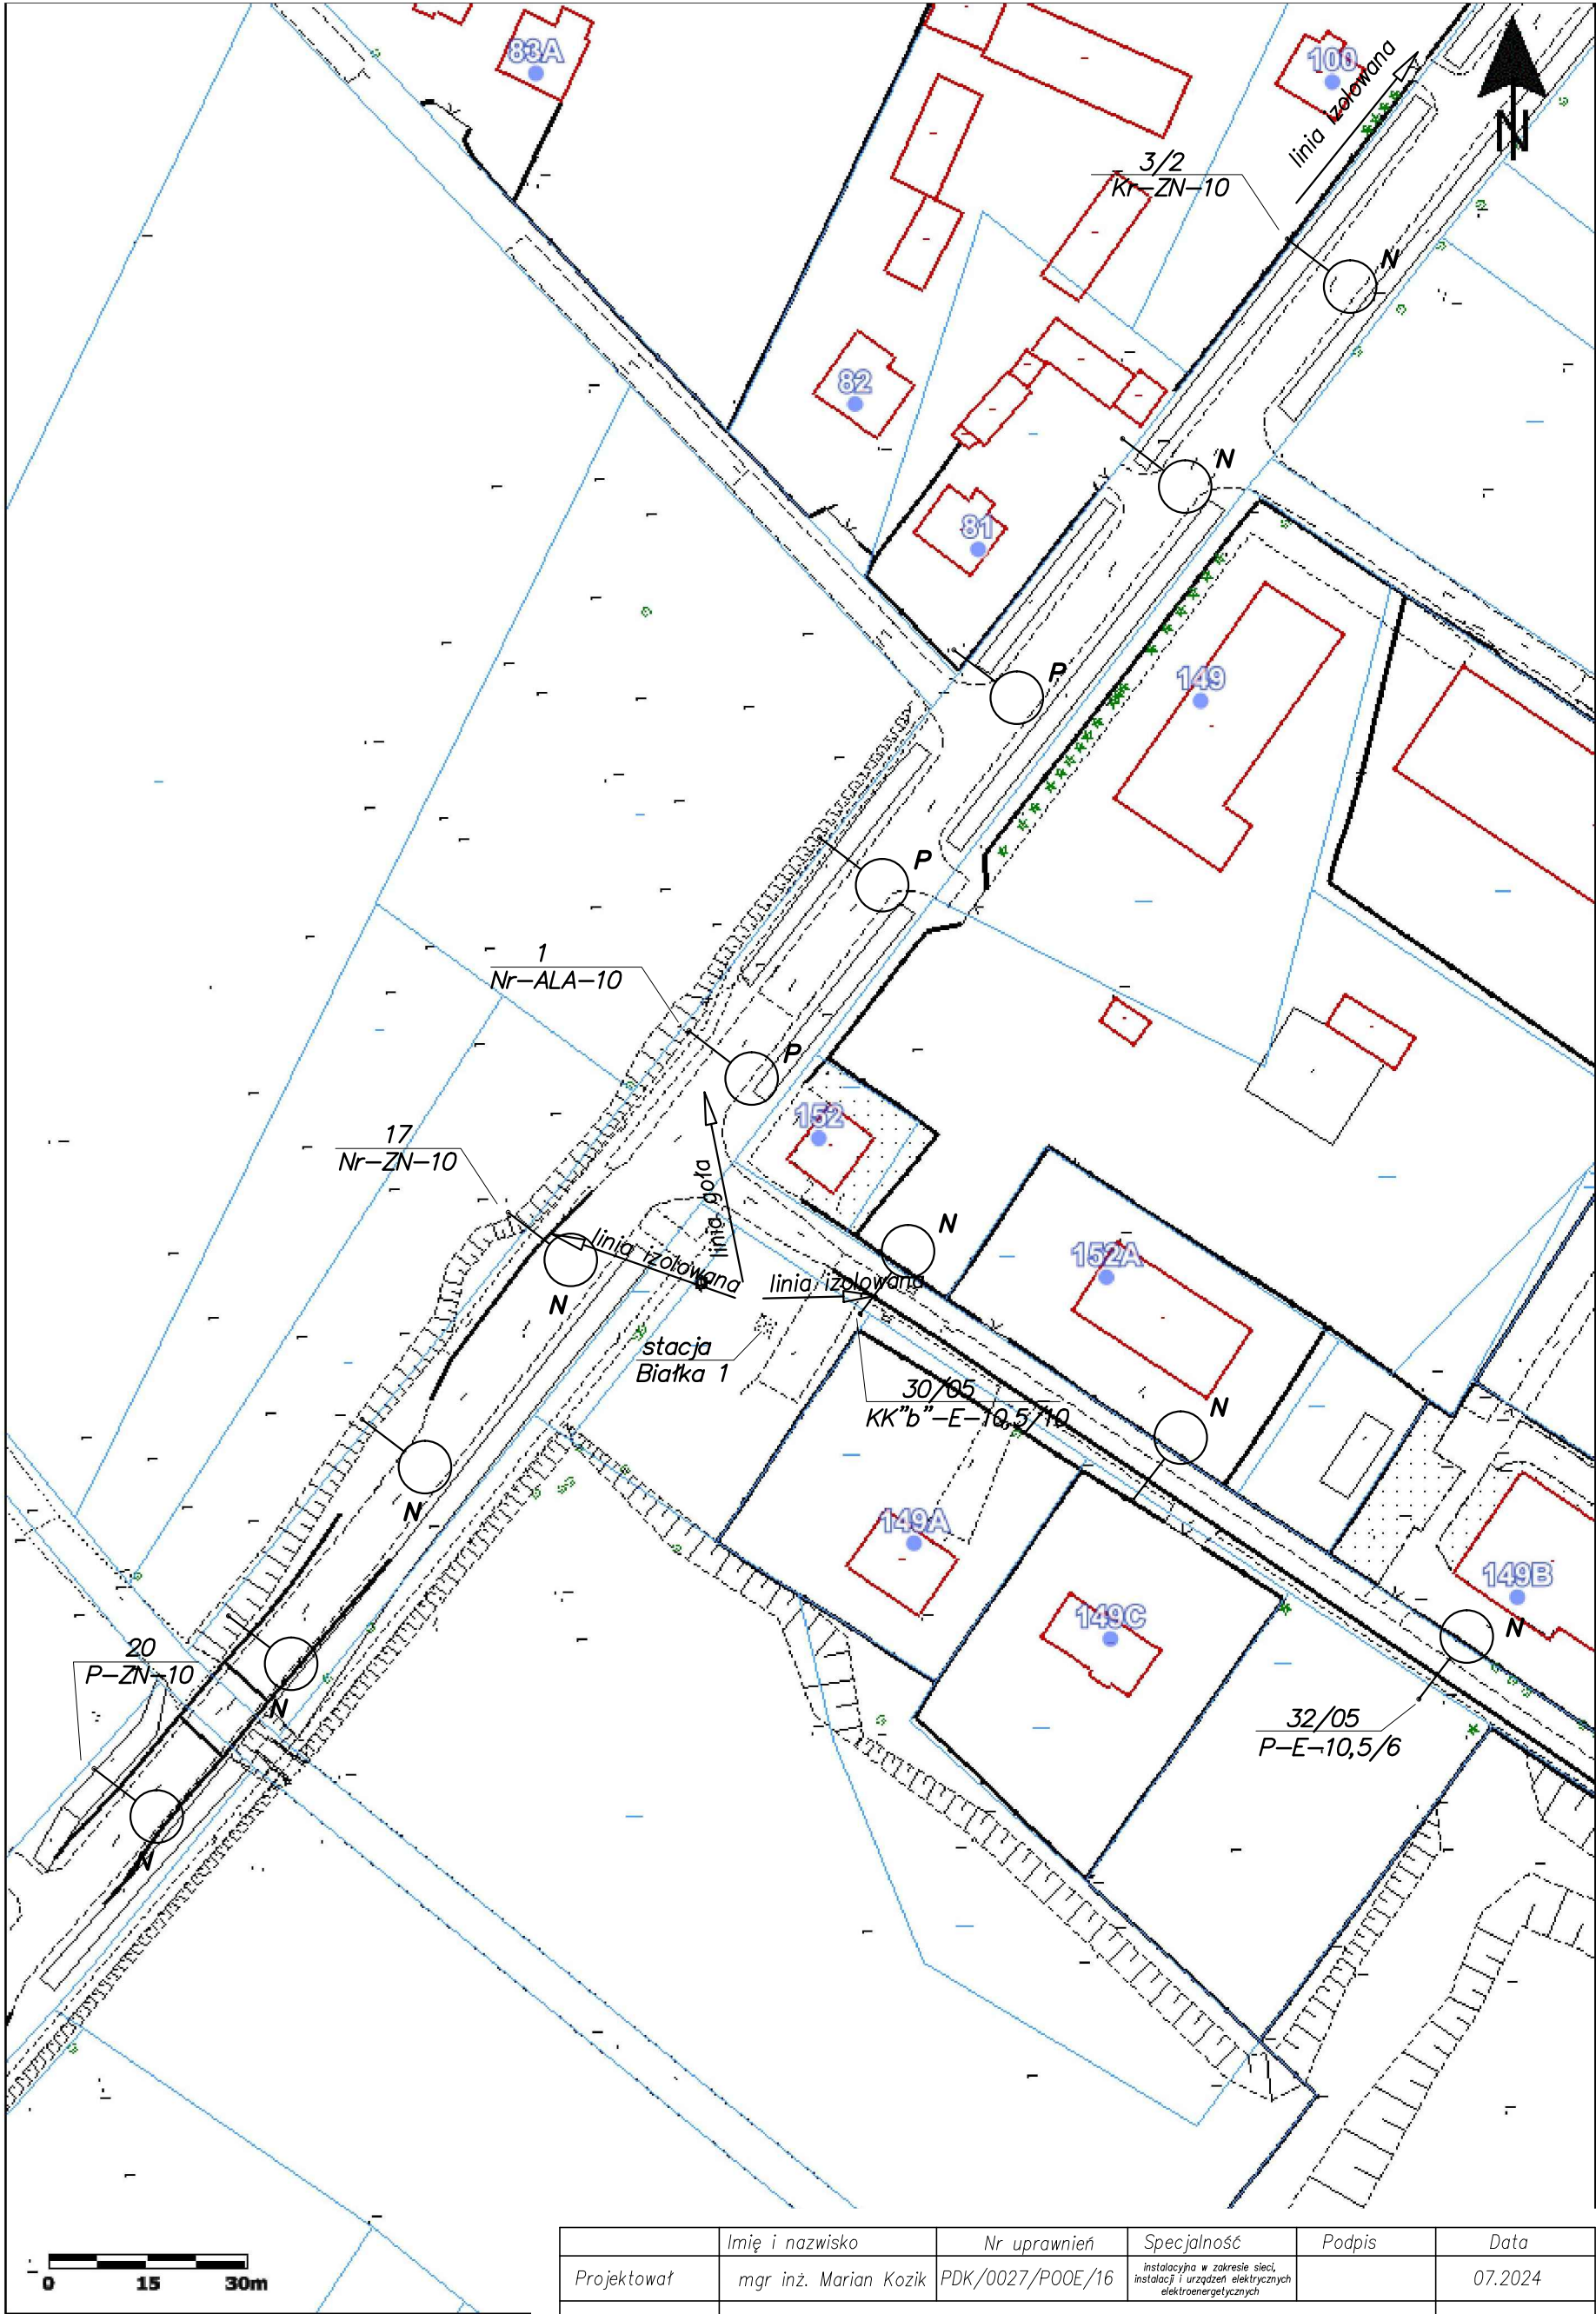 83A
100
linia izolowana
N
3/2
Kr-ZN-10
N
82
N
81
P
149
P
1
Nr-ALA-10
P
152
17
Nr-ZN-10
linia goła
N
linia izolowana
linia izolowana
152A
N
stacja
Białka 1
30/05
KK"b"-E-10,5/10
N
N
149A
149B
149C
N
20
P-ZN-10
N
32/05
P-E-10,5/6
N
0 15 30m
Imię i nazwisko Nr uprawnień Specjalność Podpis Data
Projektował mgr inż. Marian Kozik PDK/0027/POOE/16 instalacyjna w zakresie sieci, 07.2024
instalacji i urządzeń elektrycznych
elektroenergetycznych